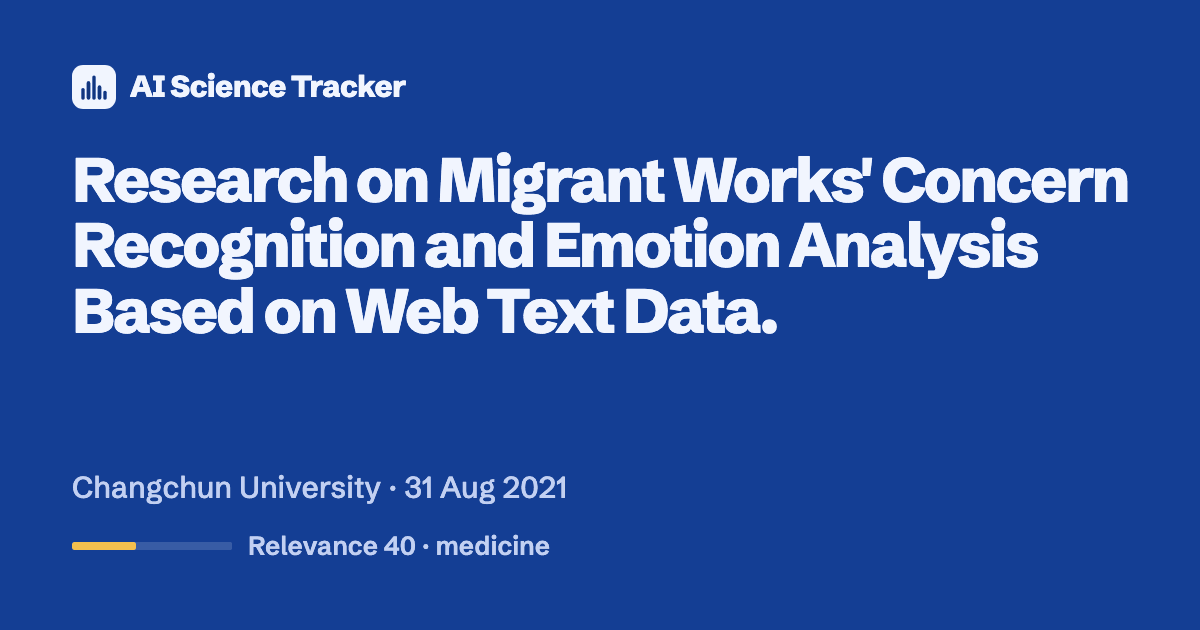 AI Science Tracker
Research on Migrant Works' Concern
Recognition and Emotion Analysis
Based on Web Text Data.
Changchun University · 31 Aug 2021
Relevance 40 · medicine